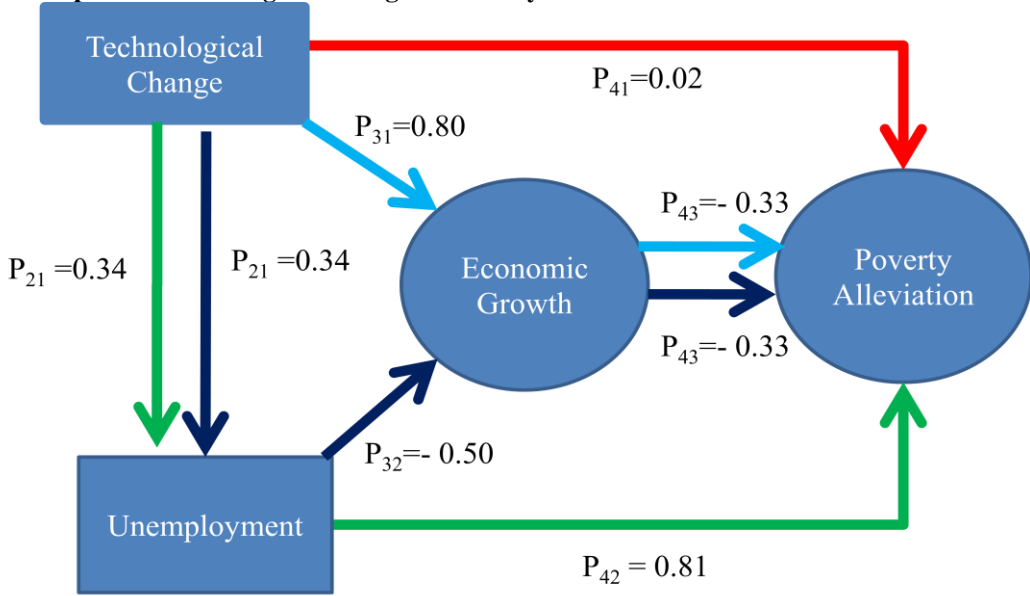 Technological
Change
P41=0.02
P31=0.80
P43=- 0.33
P21 =0.34
P21 =0.34
Economic
Growth
Poverty
Alleviation
P43=- 0.33
P32=- 0.50
Unemployment
P42 = 0.81